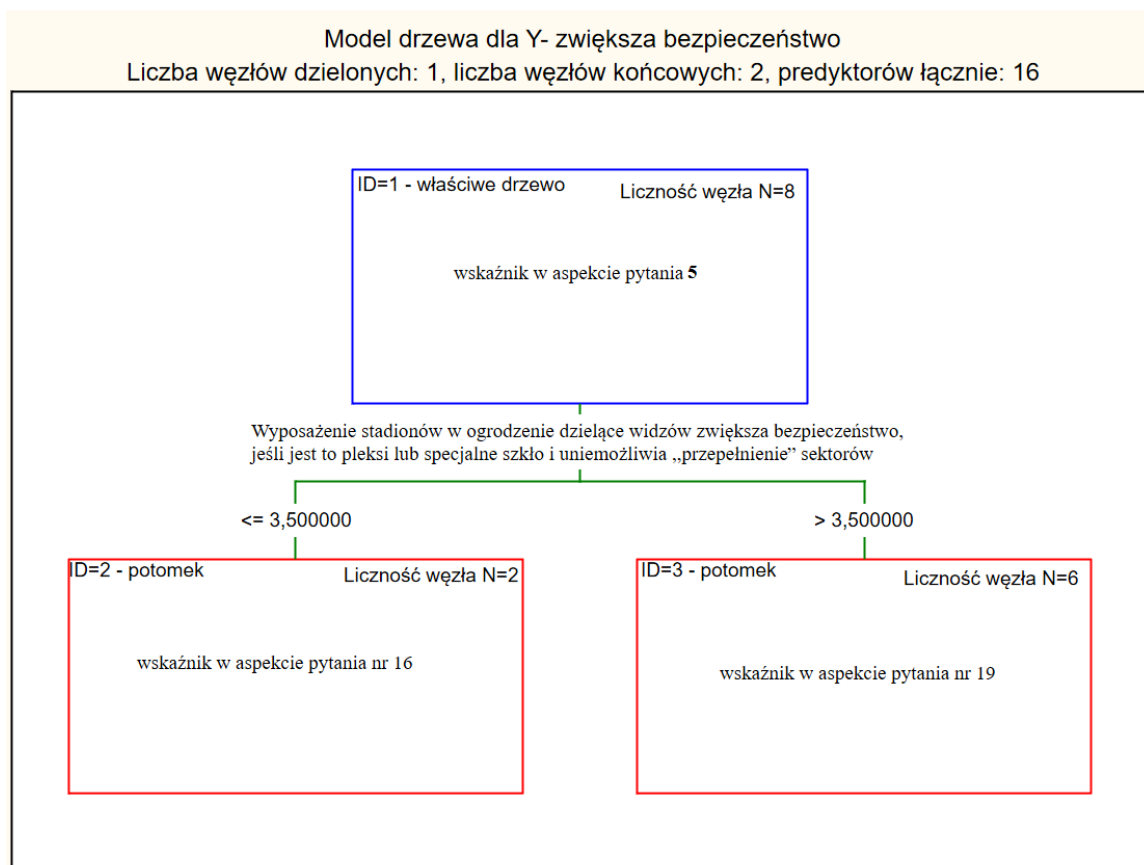 Model drzewa dla Y- zwiększa bezpieczeństwo
Liczba węzłów dzielonych: 1, liczba węzłów końcowych: 2, predyktorów łącznie: 16
ID=1 - właściwe drzewo
Liczność węzła N=8
wskaźnik w aspekcie pytania 5
Wyposażenie stadionów w ogrodzenie dzielące widzów zwiększa bezpieczeństwo,
jeśli jest to pleksi lub specjalne szkło i uniemożliwia „przepełnienie” sektorów
<= 3,500000
> 3,500000
ID=2 - potomek
Liczność węzła N=2
wskaźnik w aspekcie pytania nr 16
ID=3 - potomek
Liczność węzła N=6
wskaźnik w aspekcie pytania nr 19